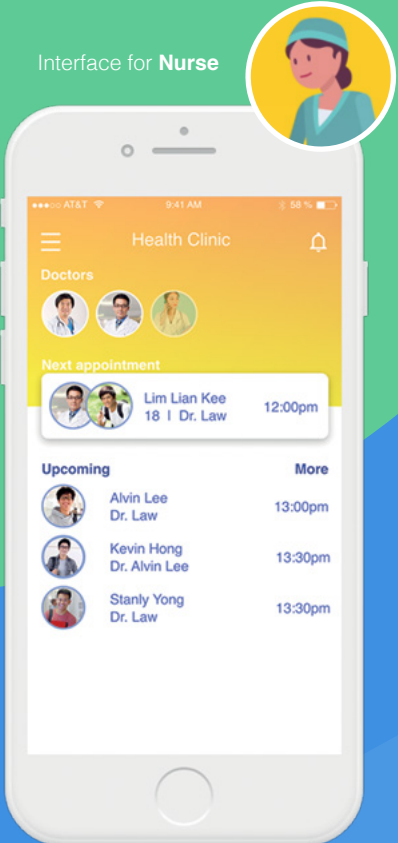 Interface for Nurse
●●●○○ AT&T 9:41 AM 58 %
Health Clinic
Doctors
Next appointment
Lim Lian Kee
18 | Dr. Law
12:00pm
Upcoming More
Alvin Lee
Dr. Law
13:00pm
Kevin Hong
Dr. Alvin Lee
13:30pm
Stanly Yong
Dr. Law
13:30pm